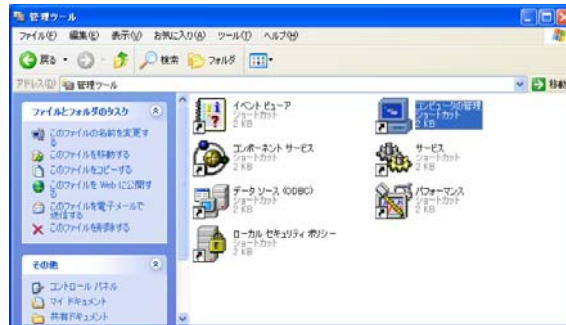 管理ツール
ファイル(F) 編集(E) 表示(V) お気に入り(A) ツール(T) ヘルプ(H)
戻る 検索 フォルダ
アドレス(D) 管理ツール 移動
ファイルとフォルダのタスク
このファイルの名前を変更す
る
このファイルを移動する
このファイルをコピーする
このファイルを Web に公開す
る
このファイルを電子メールで
送信する
このファイルを削除する
その他
コントロール パネル
マイ ドキュメント
共有ドキュメント
イベント ビューア
ショートカット
2 KB
コンピュータの管理
ショートカット
2 KB
コンポーネント サービス
ショートカット
2 KB
サービス
ショートカット
2 KB
データ ソース (ODBC)
ショートカット
2 KB
パフォーマンス
ショートカット
2 KB
ローカル セキュリティ ポリシー
ショートカット
2 KB